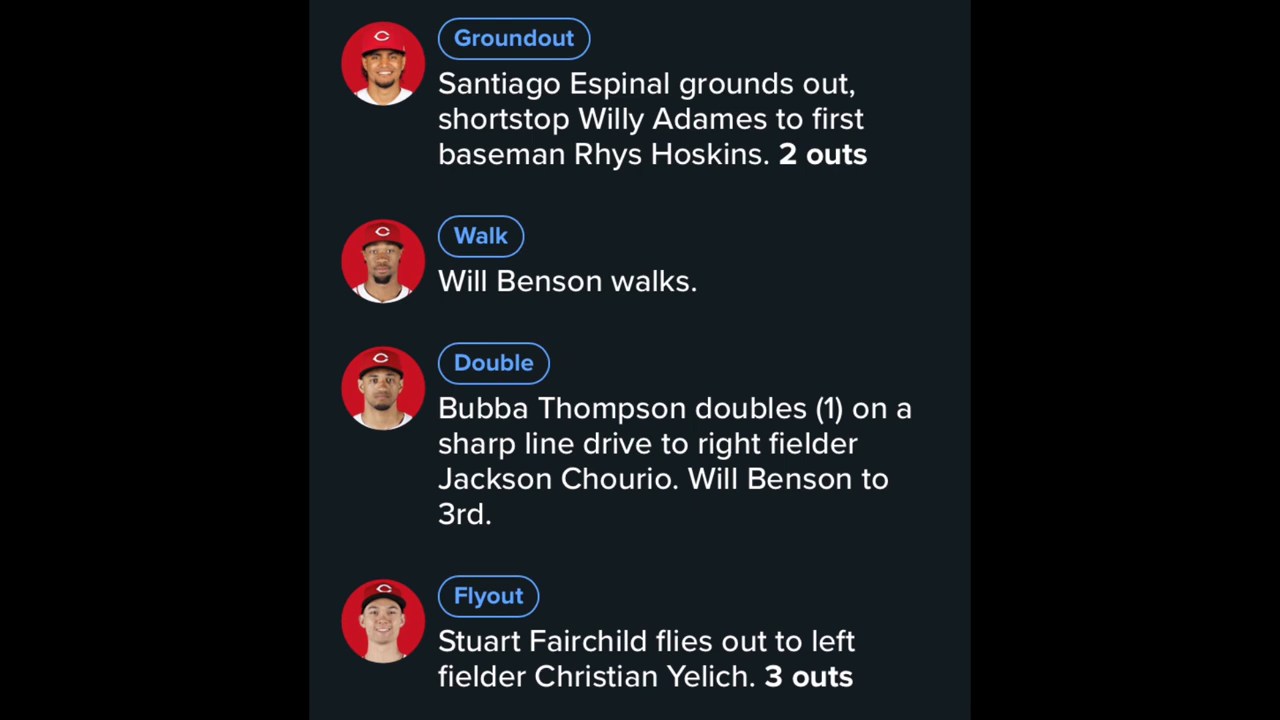 Groundout
Santiago Espinal grounds out,
shortstop Willy Adames to first
baseman Rhys Hoskins. 2 outs
Walk
Will Benson walks.
Double
Bubba Thompson doubles (1) on a
sharp line drive to right fielder
Jackson Chourio. Will Benson to
3rd.
Flyout
Stuart Fairchild flies out to left
fielder Christian Yelich. 3 outs